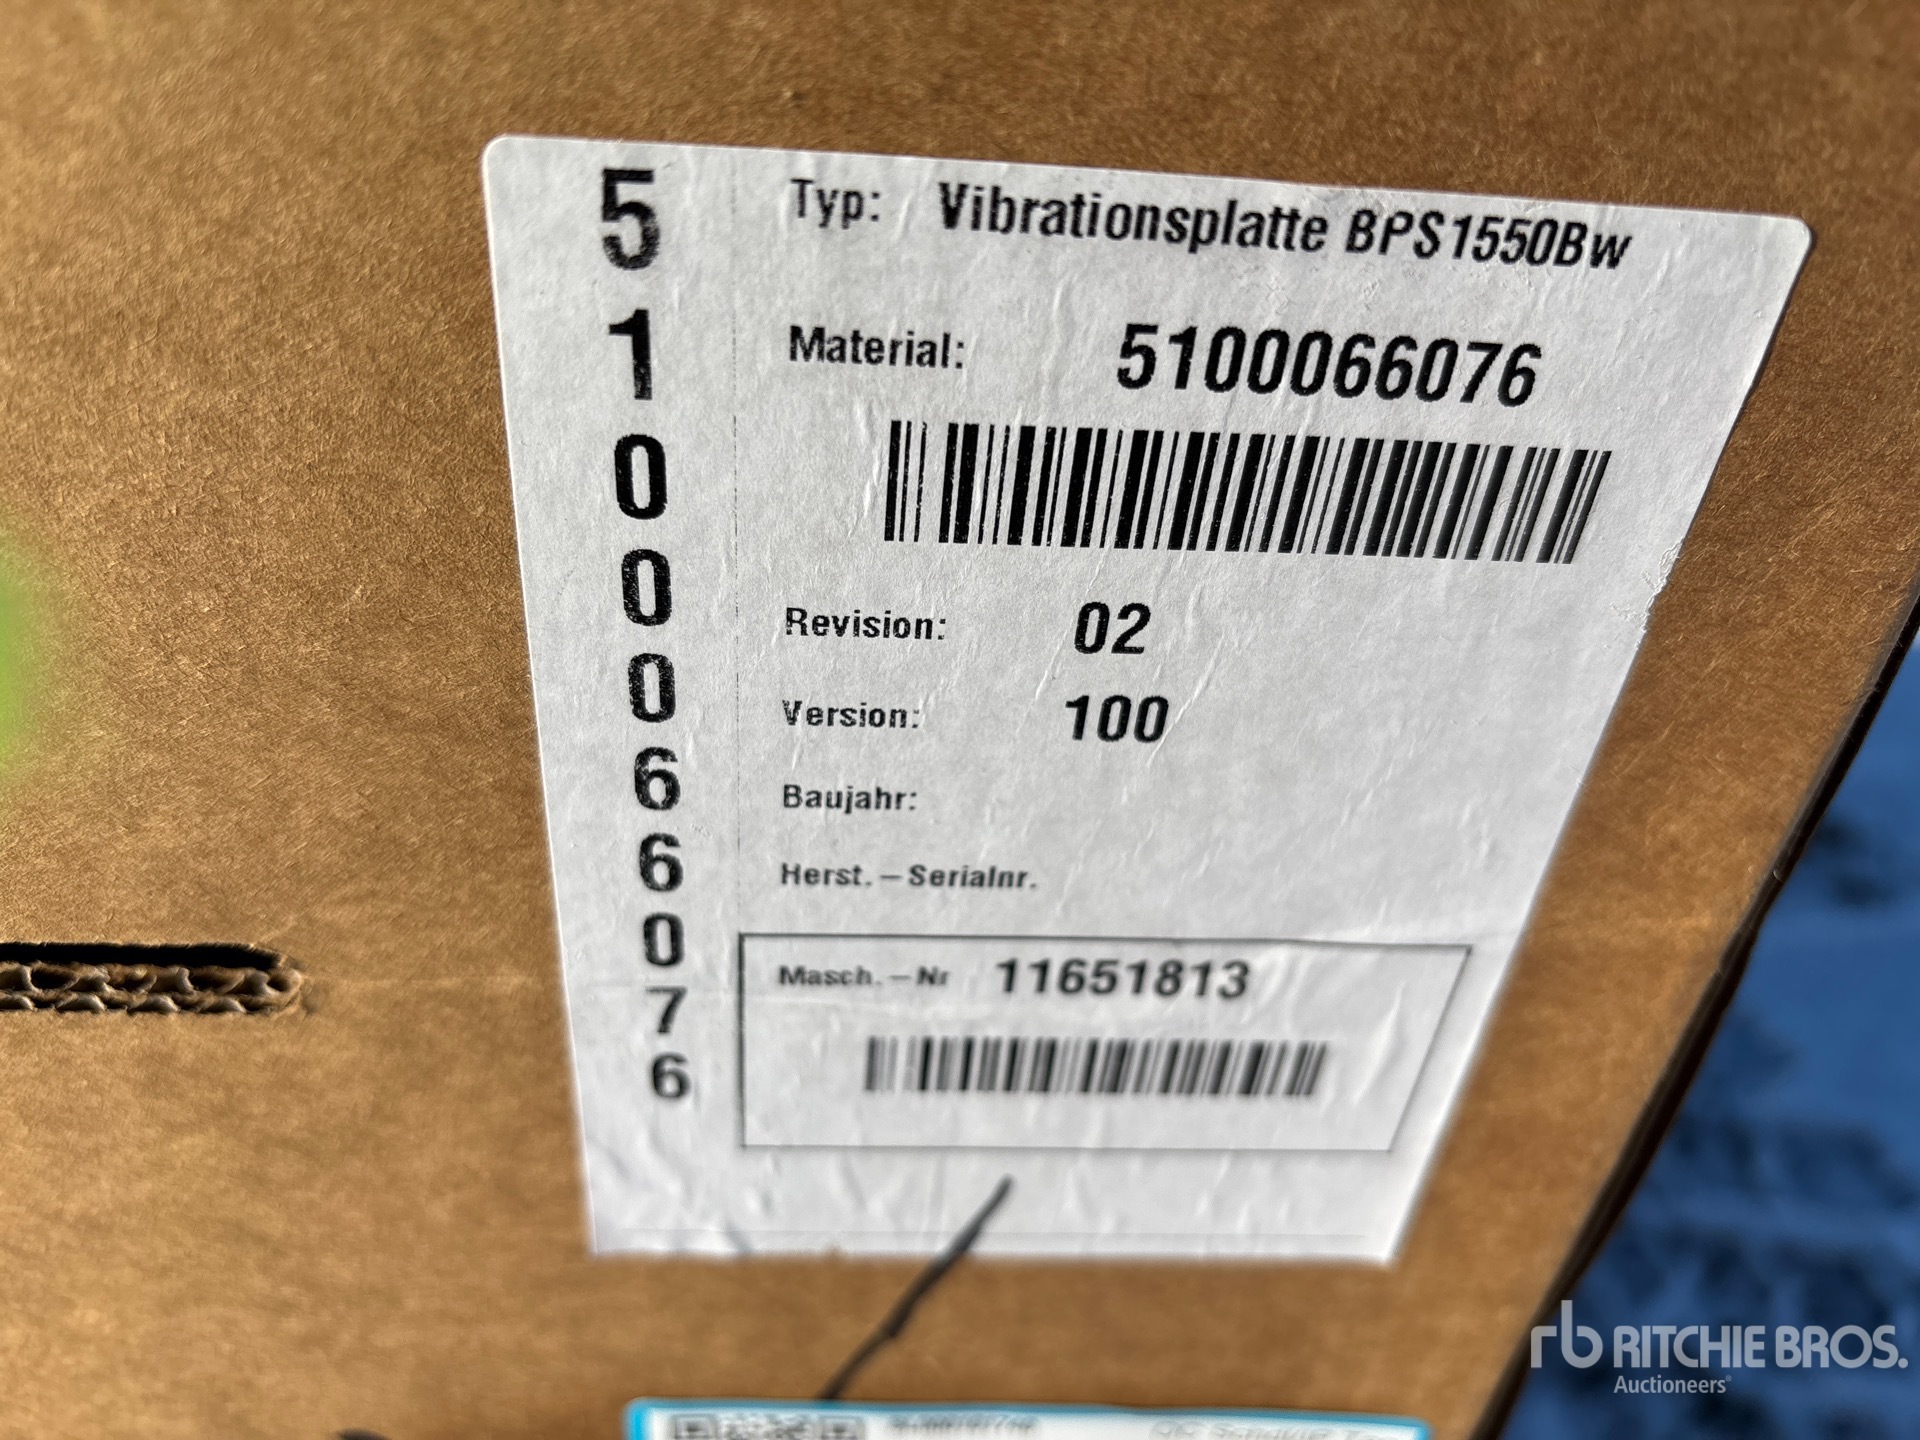 5100066076
Typ: Vibrationsplatte BPS1550Bw
Material: 5100066076
Revision: 02
Version: 100
Baujahr:
Herst.-Serialnr.
Masch.-Nr 11651813
rb RITCHIE BROS.
Auctioneers